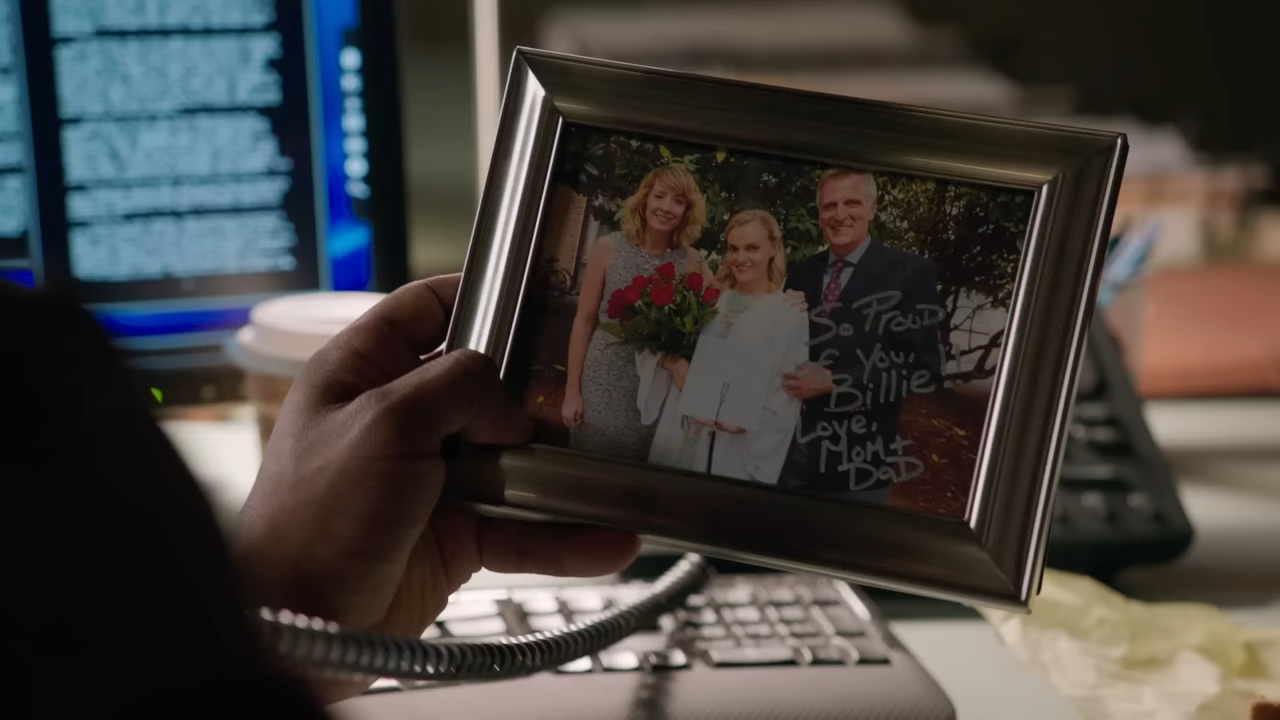 So Proud
of You,
Billie!!
Love,
Mom +
Dad